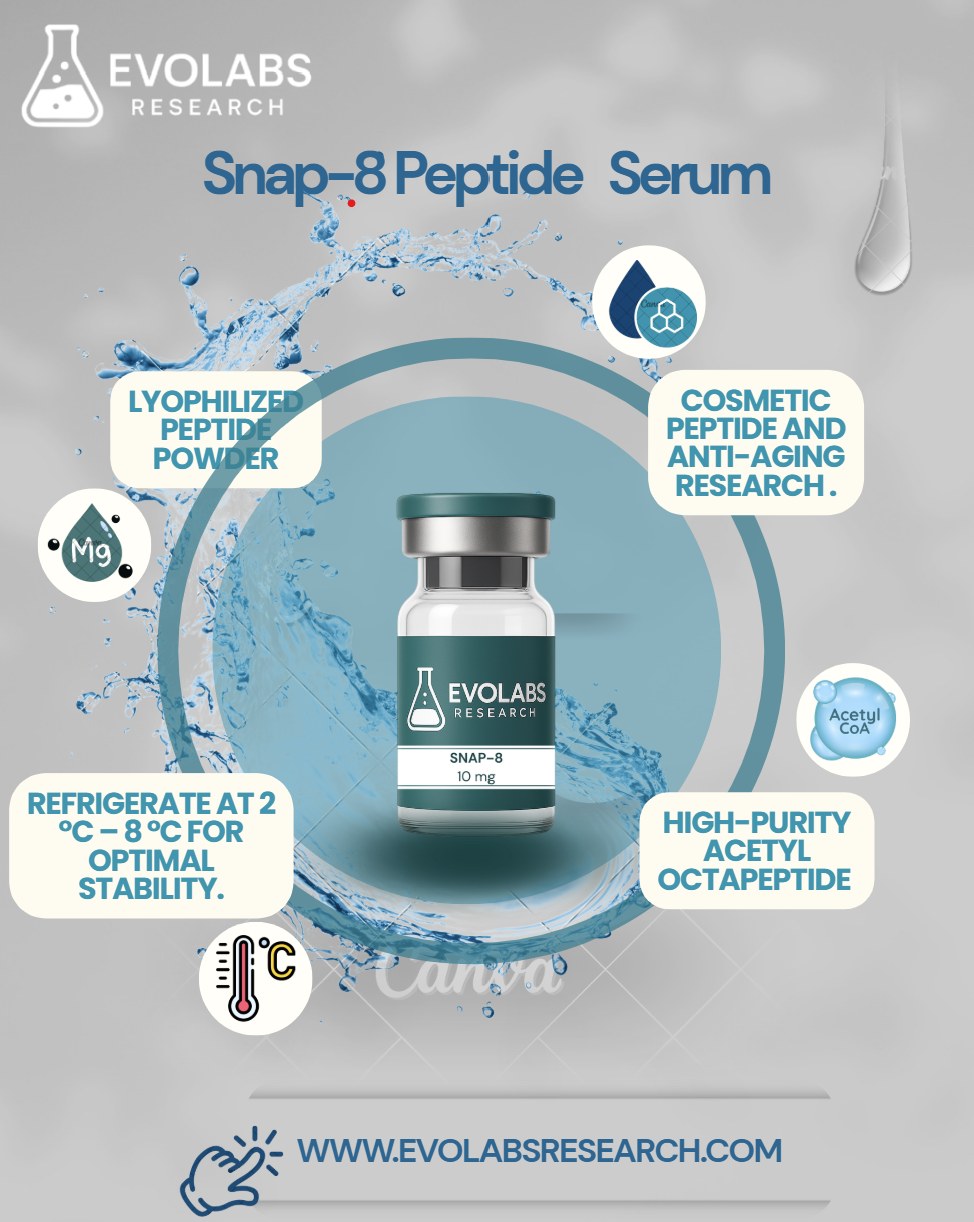 EVOLABS
RESEARCH
Snap-8 Peptide Serum
LYOPHILIZED
PEPTIDE
POWDER
COSMETIC
PEPTIDE AND
ANTI-AGING
RESEARCH .
Mg
EVOLABS
RESEARCH
SNAP-8
10 mg
Acetyl
CoA
REFRIGERATE AT 2
°C – 8 °C FOR
OPTIMAL
STABILITY.
HIGH-PURITY
ACETYL
OCTAPEPTIDE
°C
Canva
WWW.EVOLABSRESEARCH.COM